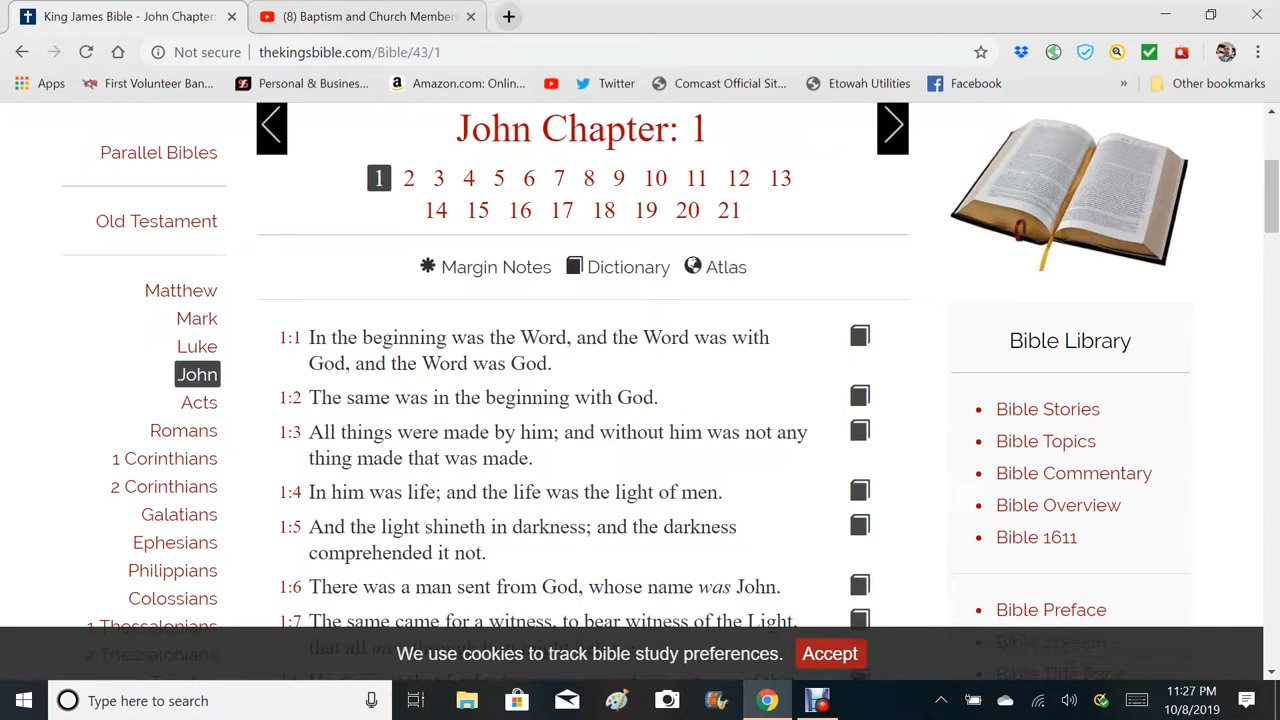 King James Bible - John Chapter:
(8) Baptism and Church Members
Not secure
thekingsbible.com/Bible/43/1
Apps
First Volunteer Ban...
Personal & Business...
Amazon.com: Onlin...
Twitter
Comcast Official Sit...
Etowah Utilities
Facebook
»
Other bookmarks
Parallel Bibles
Old Testament
Matthew
Mark
Luke
John
Acts
Romans
1 Corinthians
2 Corinthians
Galatians
Ephesians
Philippians
Colossians
1 Thessalonians
2 Thessalonians
John Chapter: 1
1 2 3 4 5 6 7 8 9 10 11 12 13
14 15 16 17 18 19 20 21
Margin Notes Dictionary Atlas
1:1 In the beginning was the Word, and the Word was with
God, and the Word was God.
1:2 The same was in the beginning with God.
1:3 All things were made by him; and without him was not any
thing made that was made.
1:4 In him was life; and the life was the light of men.
1:5 And the light shineth in darkness; and the darkness
comprehended it not.
1:6 There was a man sent from God, whose name was John.
1:7 The same came for a witness, to bear witness of the Light,
that all
Bible Library
Bible Stories
Bible Topics
Bible Commentary
Bible Overview
Bible 1611
Bible Preface
We use cookies to track bible study preferences. Accept
Type here to search
11:27 PM
10/8/2019